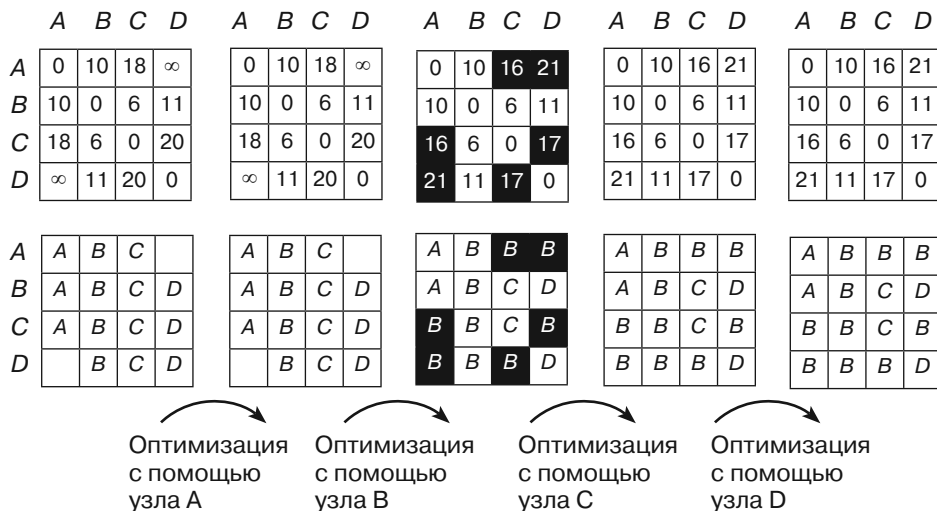 A B C D A B C D A B C D A B C D A B C D
A 0 10 18 ∞ 0 10 18 ∞ 0 10 16 21 0 10 16 21 0 10 16 21
B 10 0 6 11 10 0 6 11 10 0 6 11 10 0 6 11 10 0 6 11
C 18 6 0 20 18 6 0 20 16 6 0 17 16 6 0 17 16 6 0 17
D ∞ 11 20 0 ∞ 11 20 0 21 11 17 0 21 11 17 0 21 11 17 0
A A B C A B C A B B B A B B B A B B B
B A B C D A B C D A B C D A B C D A B C D
C A B C D A B C D B B C B B B C B B B C B
D B C D B C D B B B D B B B D B B B D
Оптимизация Оптимизация Оптимизация Оптимизация
с помощью с помощью с помощью с помощью
узла A узла B узла C узла D